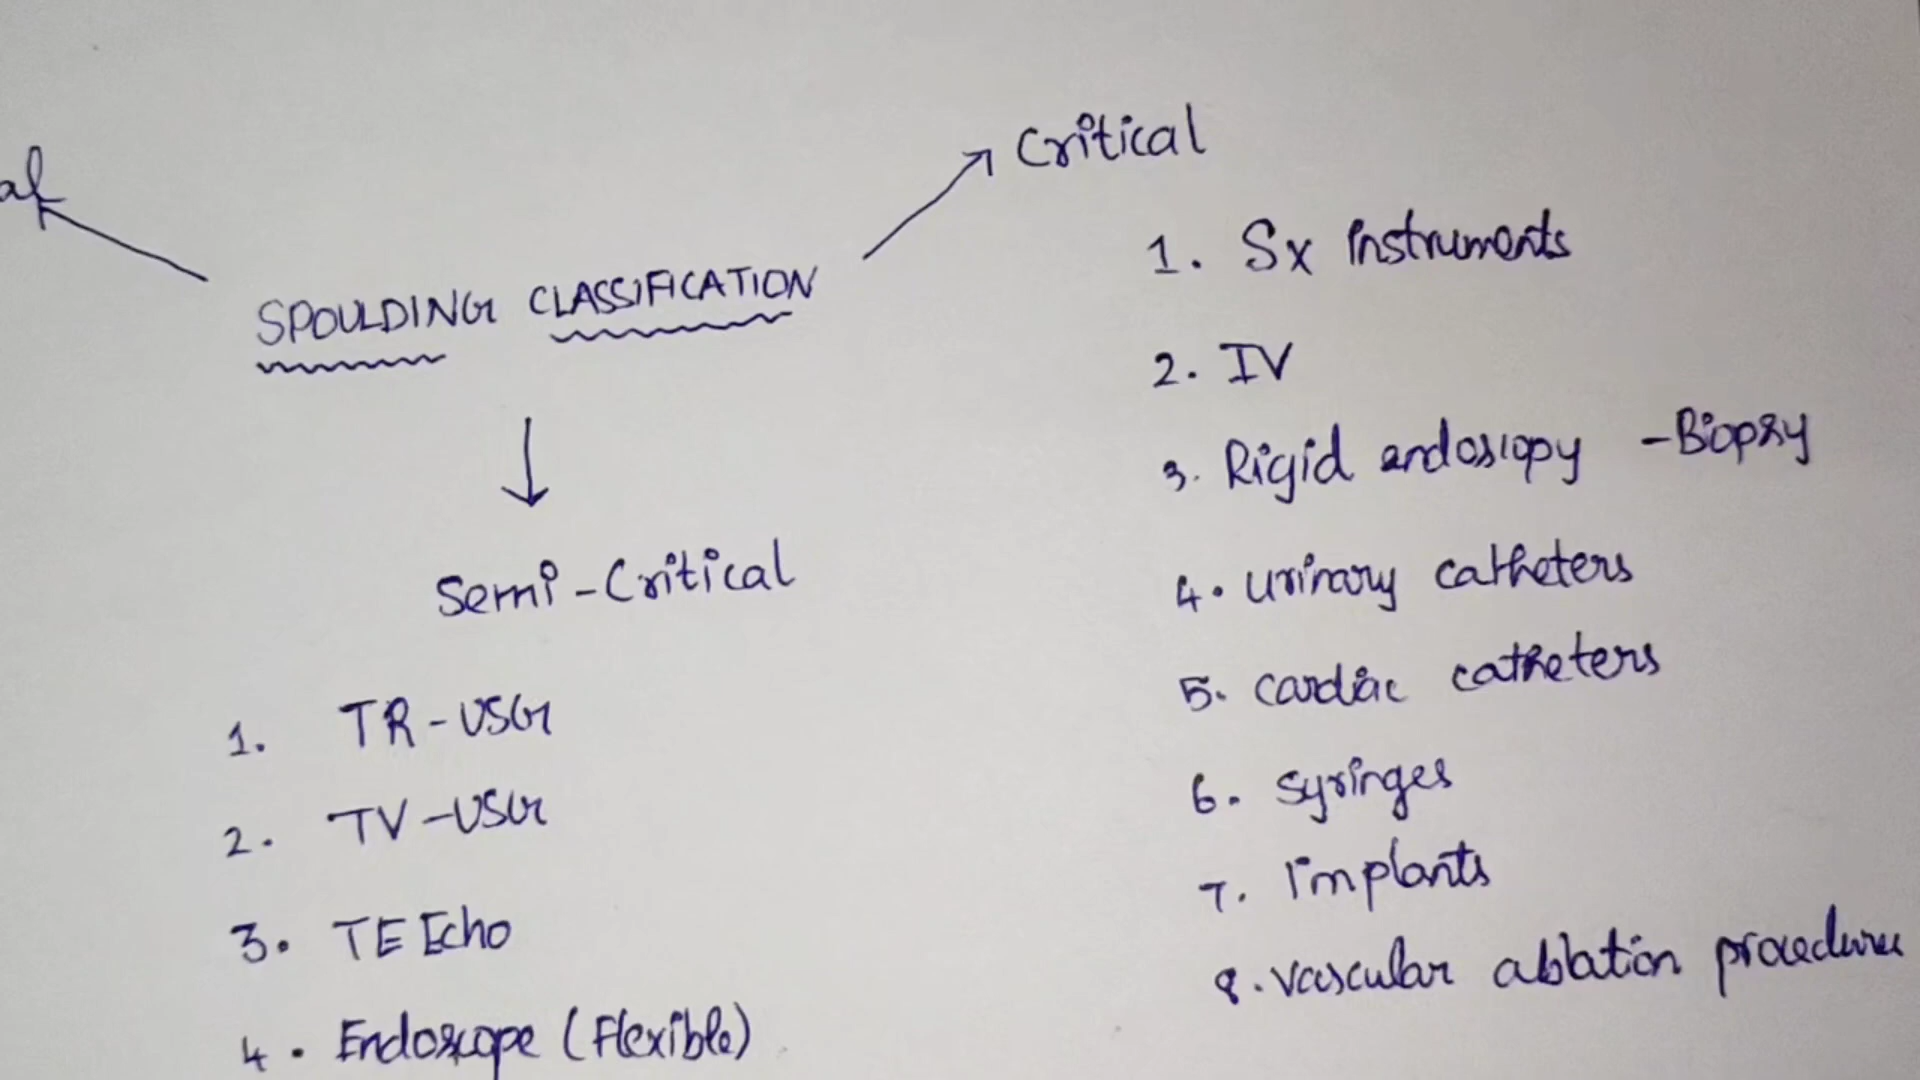 al
Critical
SPOULDING CLASSIFICATION
1. Sx Instruments
2. IV
3. Rigid endoscopy - Biopsy
4. urinary catheters
5. cardiac catheters
6. syringes
7. Implants
8. vascular ablation procedures
Semi-Critical
1. TR-USG
2. TV-USG
3. TE Echo
4. Endoscope (Flexible)